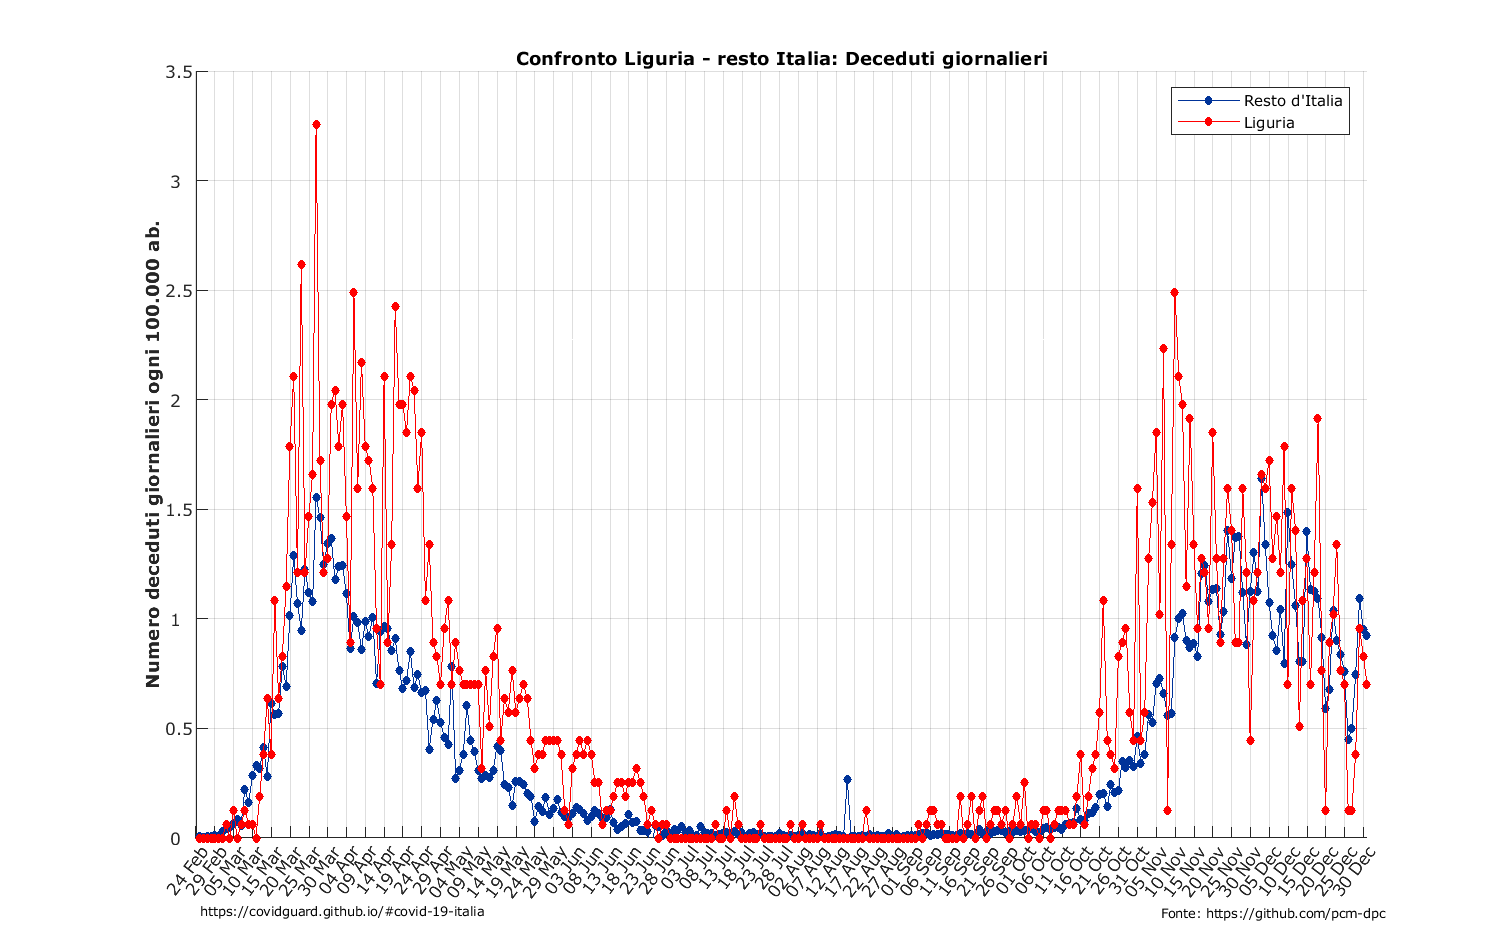 Confronto Liguria - resto Italia: Deceduti giornalieri
Resto d'Italia
Liguria
Numero deceduti giornalieri ogni 100.000 ab.
3.5
3
2.5
2
1.5
1
0.5
0
24 Feb
29 Feb
05 Mar
10 Mar
15 Mar
20 Mar
25 Mar
30 Mar
04 Apr
09 Apr
14 Apr
19 Apr
24 Apr
29 Apr
04 May
09 May
14 May
19 May
24 May
29 May
03 Jun
08 Jun
13 Jun
18 Jun
23 Jun
28 Jun
03 Jul
08 Jul
13 Jul
18 Jul
23 Jul
28 Jul
02 Aug
07 Aug
12 Aug
17 Aug
22 Aug
27 Aug
01 Sep
06 Sep
11 Sep
16 Sep
21 Sep
26 Sep
01 Oct
06 Oct
11 Oct
16 Oct
21 Oct
26 Oct
31 Oct
05 Nov
10 Nov
15 Nov
20 Nov
25 Nov
30 Nov
05 Dec
10 Dec
15 Dec
20 Dec
25 Dec
30 Dec
https://covidguard.github.io/#covid-19-italia
Fonte: https://github.com/pcm-dpc